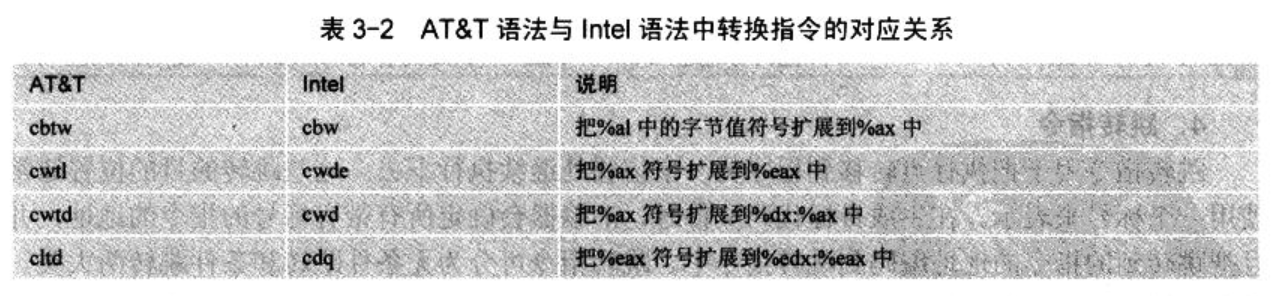 表 3-2 AT&T 语法与 Intel 语法中转换指令的对应关系
AT&T Intel 说明
cbtw cbw 把%al 中的字节值符号扩展到%ax 中
cwtl cwde 把%ax 符号扩展到%eax 中
cwtd cwd 把%ax 符号扩展到%dx:%ax 中
cltd cdq 把%eax 符号扩展到%edx:%eax 中